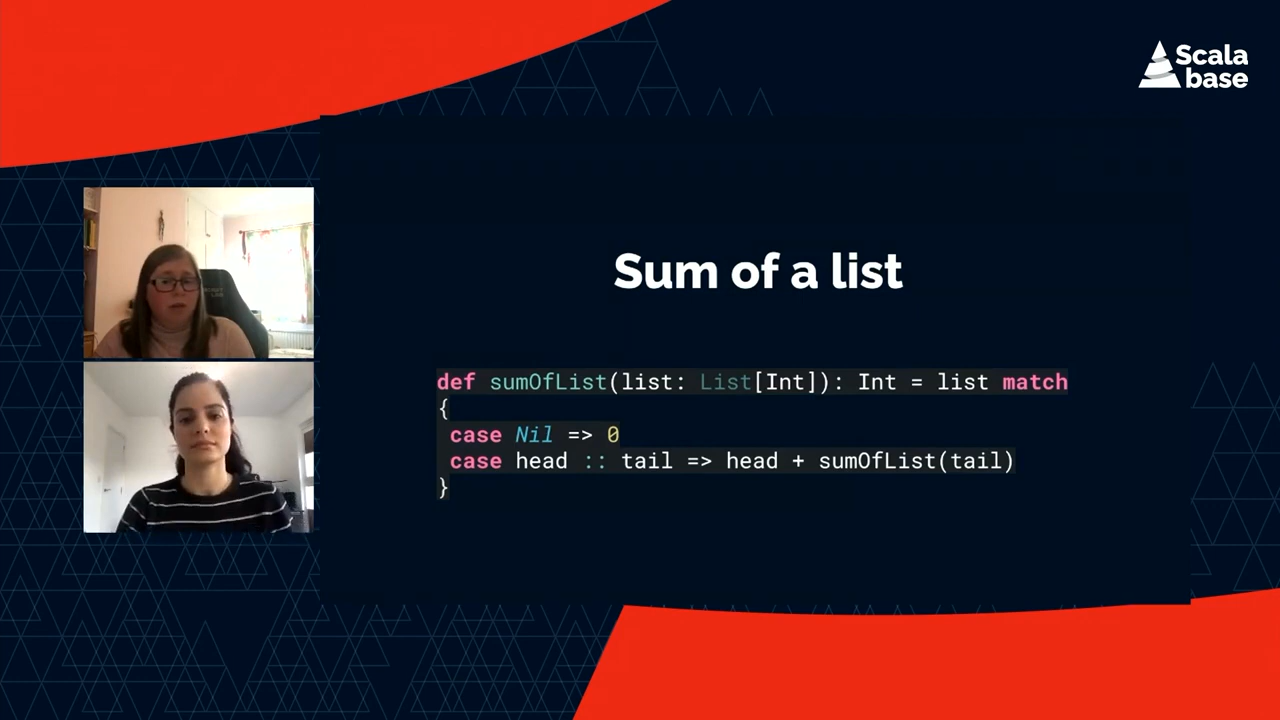 Scala
base
Sum of a list
def sumOfList(list: List[Int]): Int = list match
{
case Nil => 0
case head :: tail => head + sumOfList(tail)
}